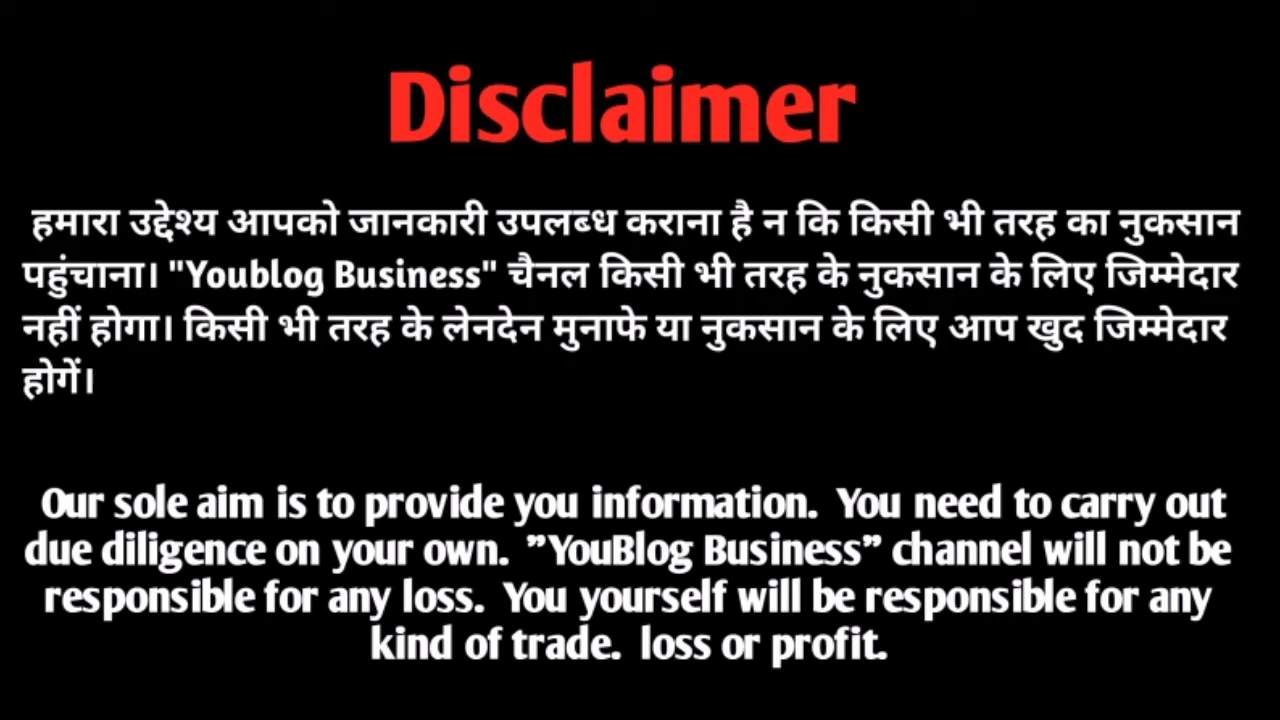 Disclaimer
हमारा उद्देश्य आपको जानकारी उपलब्ध कराना है न कि किसी भी तरह का नुकसान
पहुंचाना। "Youblog Business" चैनल किसी भी तरह के नुकसान के लिए जिम्मेदार
नहीं होगा। किसी भी तरह के लेनदेन मुनाफे या नुकसान के लिए आप खुद जिम्मेदार
होगें।
Our sole aim is to provide you information. You need to carry out
due diligence on your own. ”YouBlog Business” channel will not be
responsible for any loss. You yourself will be responsible for any
kind of trade. loss or profit.